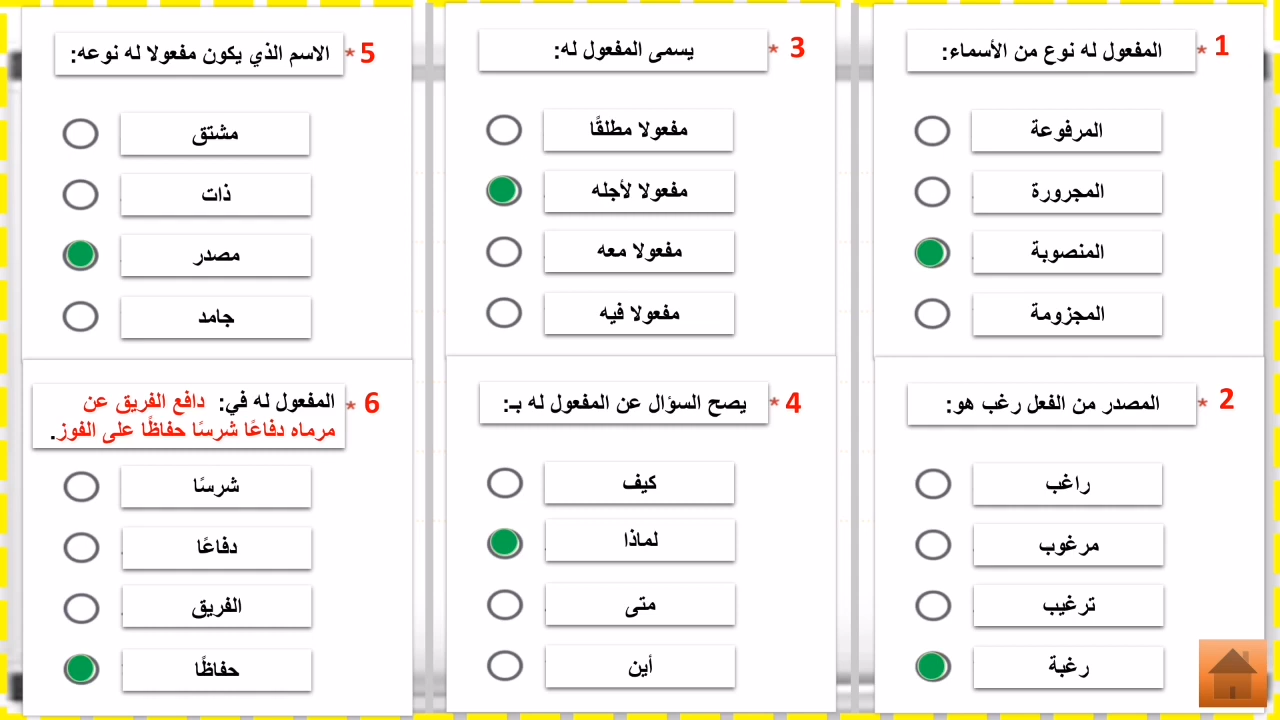 1 * المفعول له نوع من الأسماء:
المرفوعة
المجرورة
المنصوبة
المجزومة
2 * المصدر من الفعل رغب هو:
راغب
مرغوب
ترغيب
رغبة
3 * يسمى المفعول له:
مفعولا مطلقًا
مفعولا لأجله
مفعولا معه
مفعولا فيه
4 * يصح السؤال عن المفعول له بـ:
كيف
لماذا
متى
أين
5 * الاسم الذي يكون مفعولا له نوعه:
مشتق
ذات
مصدر
جامد
6 * المفعول له في: دافع الفريق عن
مرماه دفاعًا شرسًا حفاظًا على الفوز.
شرسًا
دفاعًا
الفريق
حفاظًا